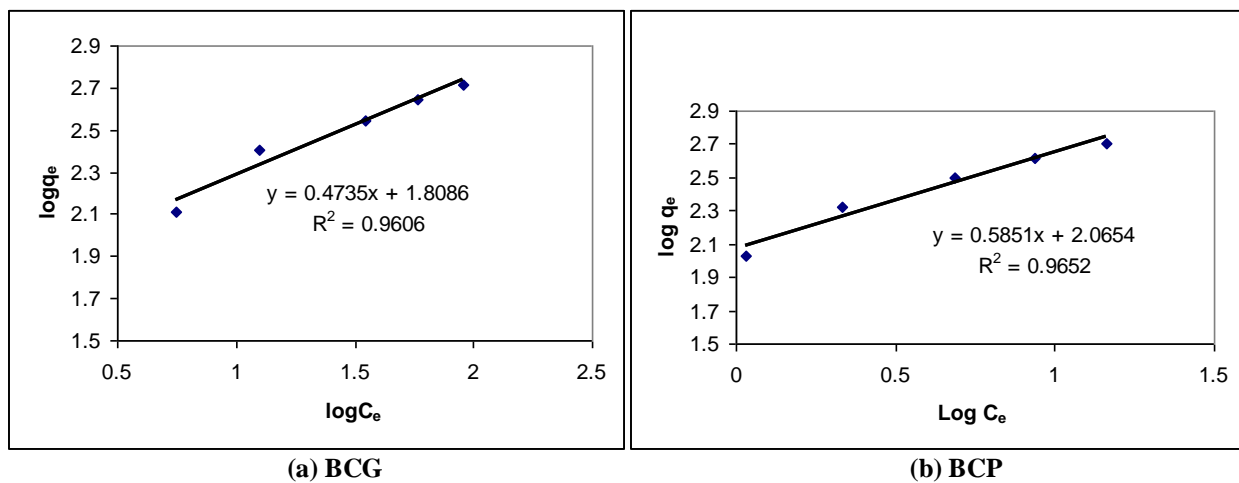 2.9
2.7
2.5
2.3
2.1
1.9
1.7
1.5
logqe
y = 0.4735x + 1.8086
R2 = 0.9606
0.5 1 1.5 2 2.5
logCe
(a) BCG
2.9
2.7
2.5
2.3
2.1
1.9
1.7
1.5
log qe
y = 0.5851x + 2.0654
R2 = 0.9652
0 0.5 1 1.5
Log Ce
(b) BCP